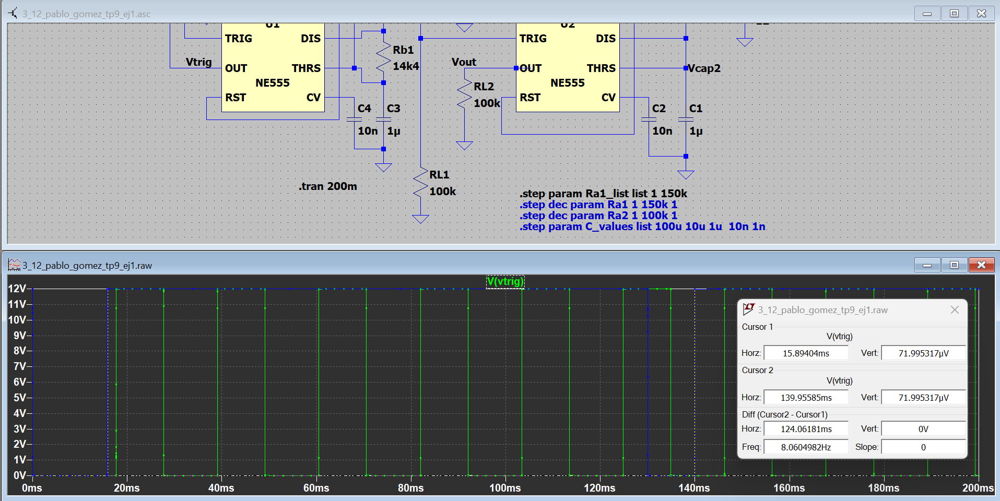 3_12_pablo_gomez_tp9_ej1.asc
U1
TRIG
DIS
Rb1
14k4
Vtrig
OUT
THRS
NE555
RST
CV
C4
C3
10n
1µ
.tran 200m
RL1
100k
U2
TRIG
DIS
Vout
OUT
THRS
Vcap2
NE555
RL2
100k
RST
CV
C2
C1
10n
1µ
.step param Ra1_list list 1 150k
.step dec param Ra1 1 150k 1
.step dec param Ra2 1 100k 1
.step param C_values list 100u 10u 1u 10n 1n
3_12_pablo_gomez_tp9_ej1.raw
V(vtrig)
12V
11V
10V
9V
8V
7V
6V
5V
4V
3V
2V
1V
0V
0ms
20ms
40ms
60ms
80ms
100ms
120ms
140ms
160ms
180ms
200ms
3_12_pablo_gomez_tp9_ej1.raw
Cursor 1
V(vtrig)
Horz: 15.89404ms Vert: 71.995317µV
Cursor 2
V(vtrig)
Horz: 139.95585ms Vert: 71.995317µV
Diff (Cursor2 - Cursor1)
Horz: 124.06181ms Vert: 0V
Freq: 8.0604982Hz Slope: 0